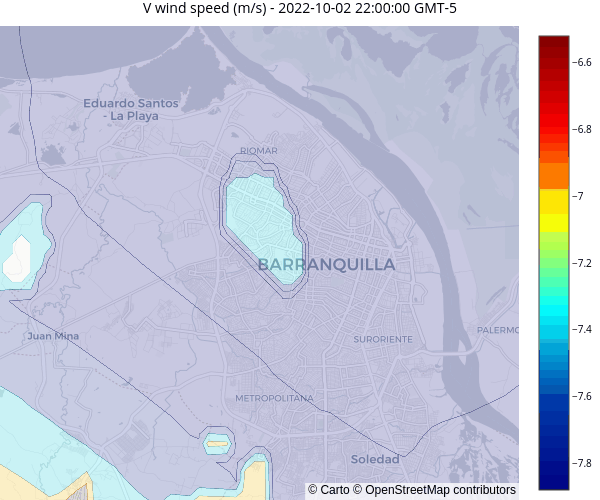 V wind speed (m/s) - 2022-10-02 22:00:00 GMT-5
−6.6
Eduardo Santos
- La Playa
−6.8
RIOMAR
−7
−7.2
BARRANQUILLA
−7.4
PALERMO
Juan Mina
SURORIENTE
−7.6
METROPOLITANA
Soledad
−7.8
© Carto © OpenStreetMap contributors